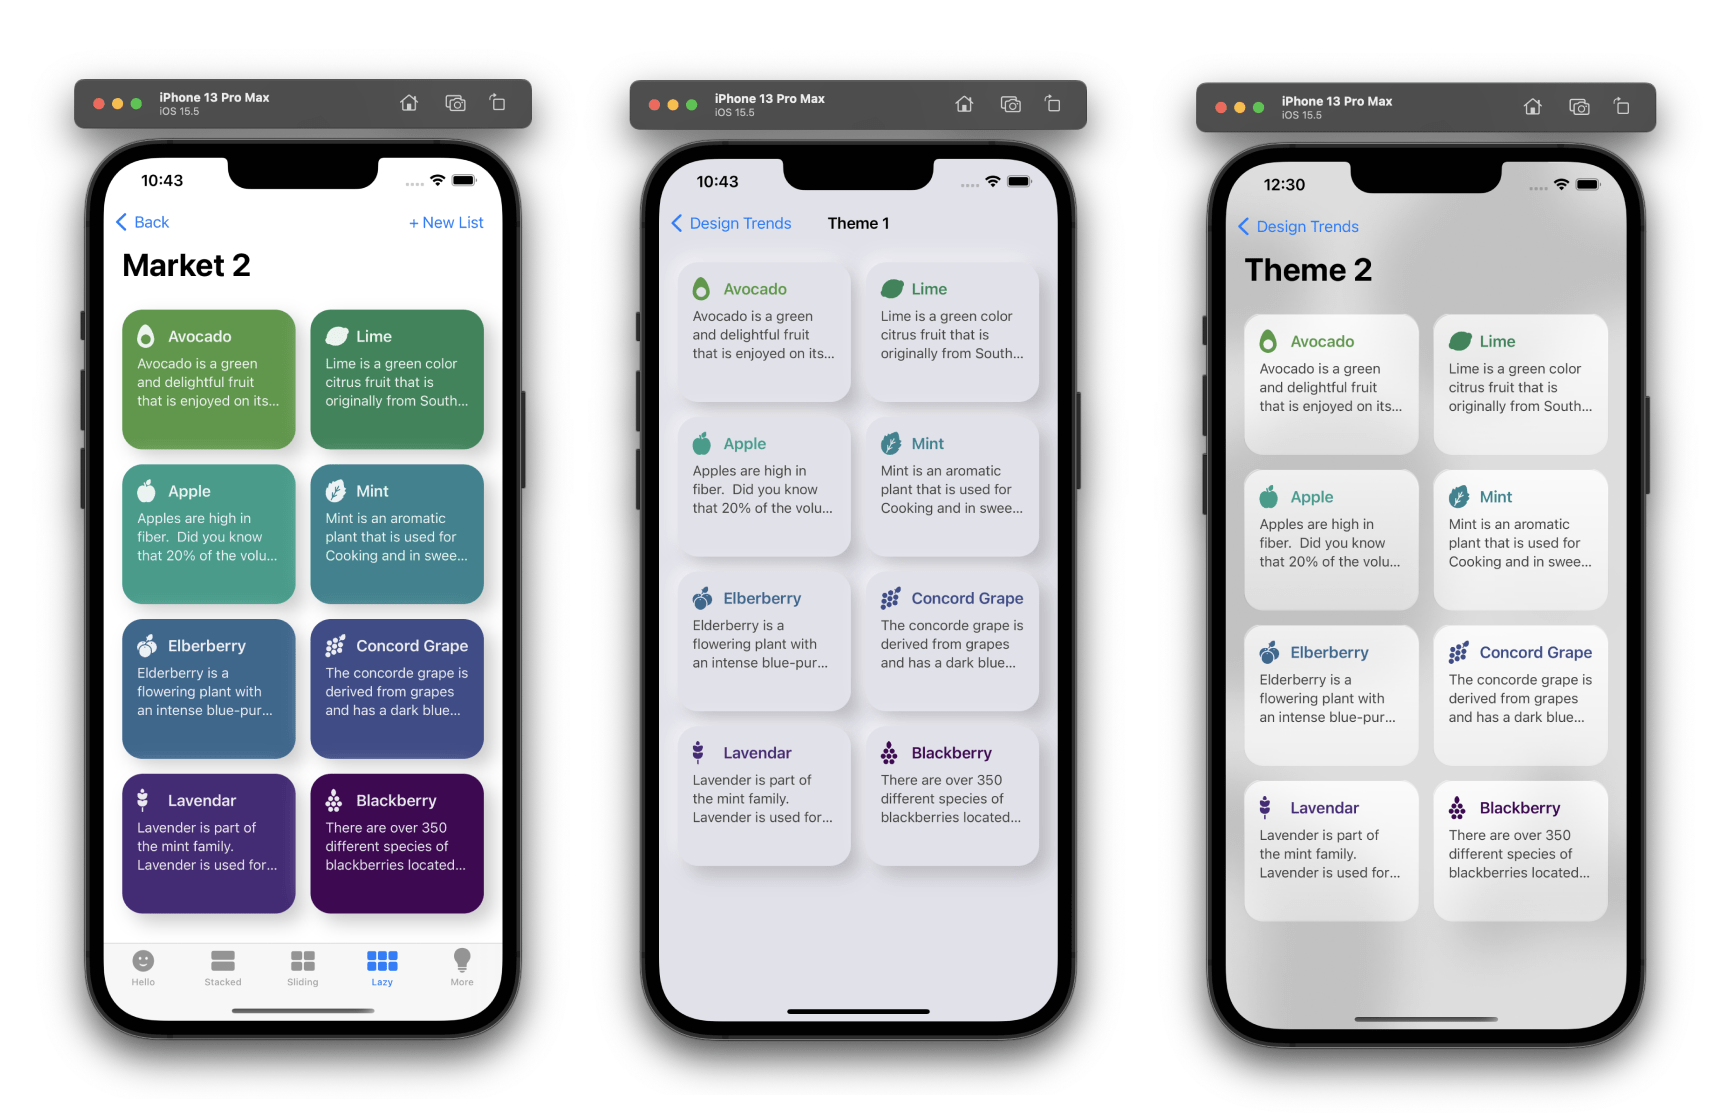 iPhone 13 Pro Max
iOS 15.5
10:43
Back
+ New List
Market 2
Avocado
Avocado is a green
and delightful fruit
that is enjoyed on its...
Lime
Lime is a green color
citrus fruit that is
originally from South...
Apple
Apples are high in
fiber.  Did you know
that 20% of the volu...
Mint
Mint is an aromatic
plant that is used for
Cooking and in swee...
Elberberry
Elderberry is a
flowering plant with
an intense blue-pur...
Concord Grape
The concorde grape is
derived from grapes
and has a dark blue...
Lavendar
Lavender is part of
the mint family.
Lavender is used for...
Blackberry
There are over 350
different species of
blackberries located...
Hello
Stacked
Sliding
Lazy
More
iPhone 13 Pro Max
iOS 15.5
10:43
Design Trends
Theme 1
Avocado
Avocado is a green
and delightful fruit
that is enjoyed on its...
Lime
Lime is a green color
citrus fruit that is
originally from South...
Apple
Apples are high in
fiber.  Did you know
that 20% of the volu...
Mint
Mint is an aromatic
plant that is used for
Cooking and in swee...
Elberberry
Elderberry is a
flowering plant with
an intense blue-pur...
Concord Grape
The concorde grape is
derived from grapes
and has a dark blue...
Lavendar
Lavender is part of
the mint family.
Lavender is used for...
Blackberry
There are over 350
different species of
blackberries located...
iPhone 13 Pro Max
iOS 15.5
12:30
Design Trends
Theme 2
Avocado
Avocado is a green
and delightful fruit
that is enjoyed on its...
Lime
Lime is a green color
citrus fruit that is
originally from South...
Apple
Apples are high in
fiber.  Did you know
that 20% of the volu...
Mint
Mint is an aromatic
plant that is used for
Cooking and in swee...
Elberberry
Elderberry is a
flowering plant with
an intense blue-pur...
Concord Grape
The concorde grape is
derived from grapes
and has a dark blue...
Lavendar
Lavender is part of
the mint family.
Lavender is used for...
Blackberry
There are over 350
different species of
blackberries located...